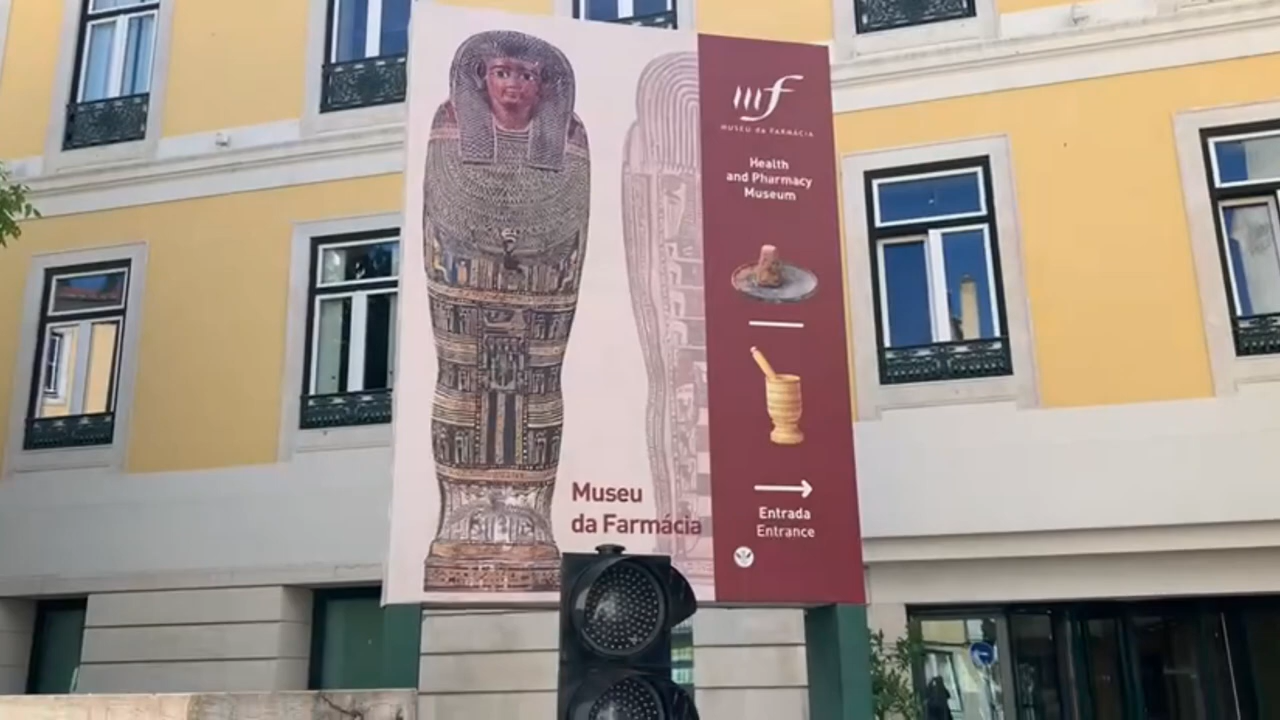 Museu
da Farmácia
mf
MUSEU da FARMÁCIA
Health
and Pharmacy
Museum
Entrada
Entrance